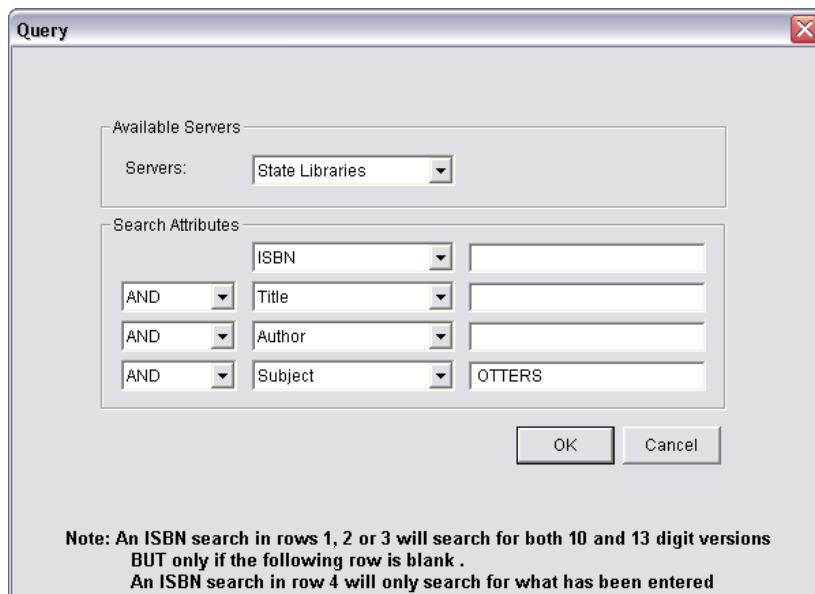 Query
Available Servers
Servers: State Libraries
Search Attributes
ISBN
AND Title
AND Author
AND Subject OTTERS
OK Cancel
Note: An ISBN search in rows 1, 2 or 3 will search for both 10 and 13 digit versions
BUT only if the following row is blank .
An ISBN search in row 4 will only search for what has been entered